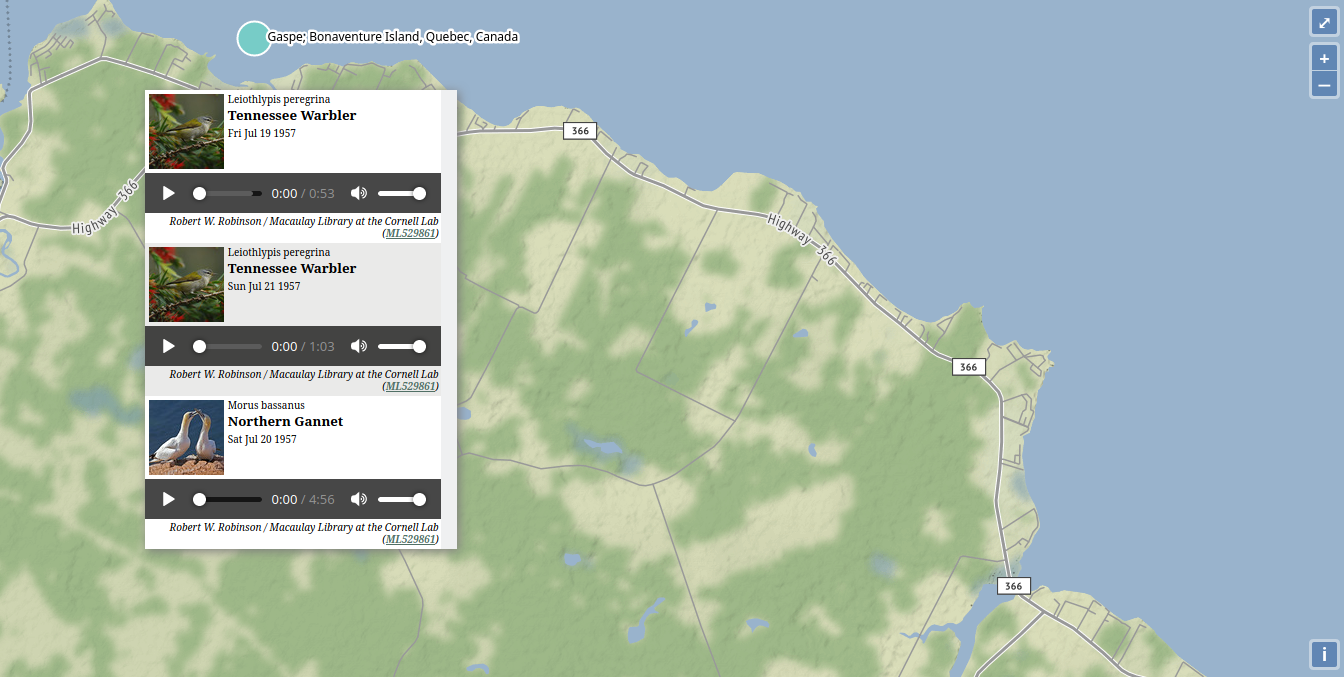 Gaspe; Bonaventure Island, Quebec, Canada
Leiothlypis peregrina
Tennessee Warbler
Fri Jul 19 1957
0:00 / 0:53
Robert W. Robinson / Macaulay Library at the Cornell Lab
(ML529861)
Leiothlypis peregrina
Tennessee Warbler
Sun Jul 21 1957
0:00 / 1:03
Robert W. Robinson / Macaulay Library at the Cornell Lab
(ML529861)
Morus bassanus
Northern Gannet
Sat Jul 20 1957
0:00 / 4:56
Robert W. Robinson / Macaulay Library at the Cornell Lab
(ML529861)
Highway 366
366
Highway 366
366
366
+
–
i